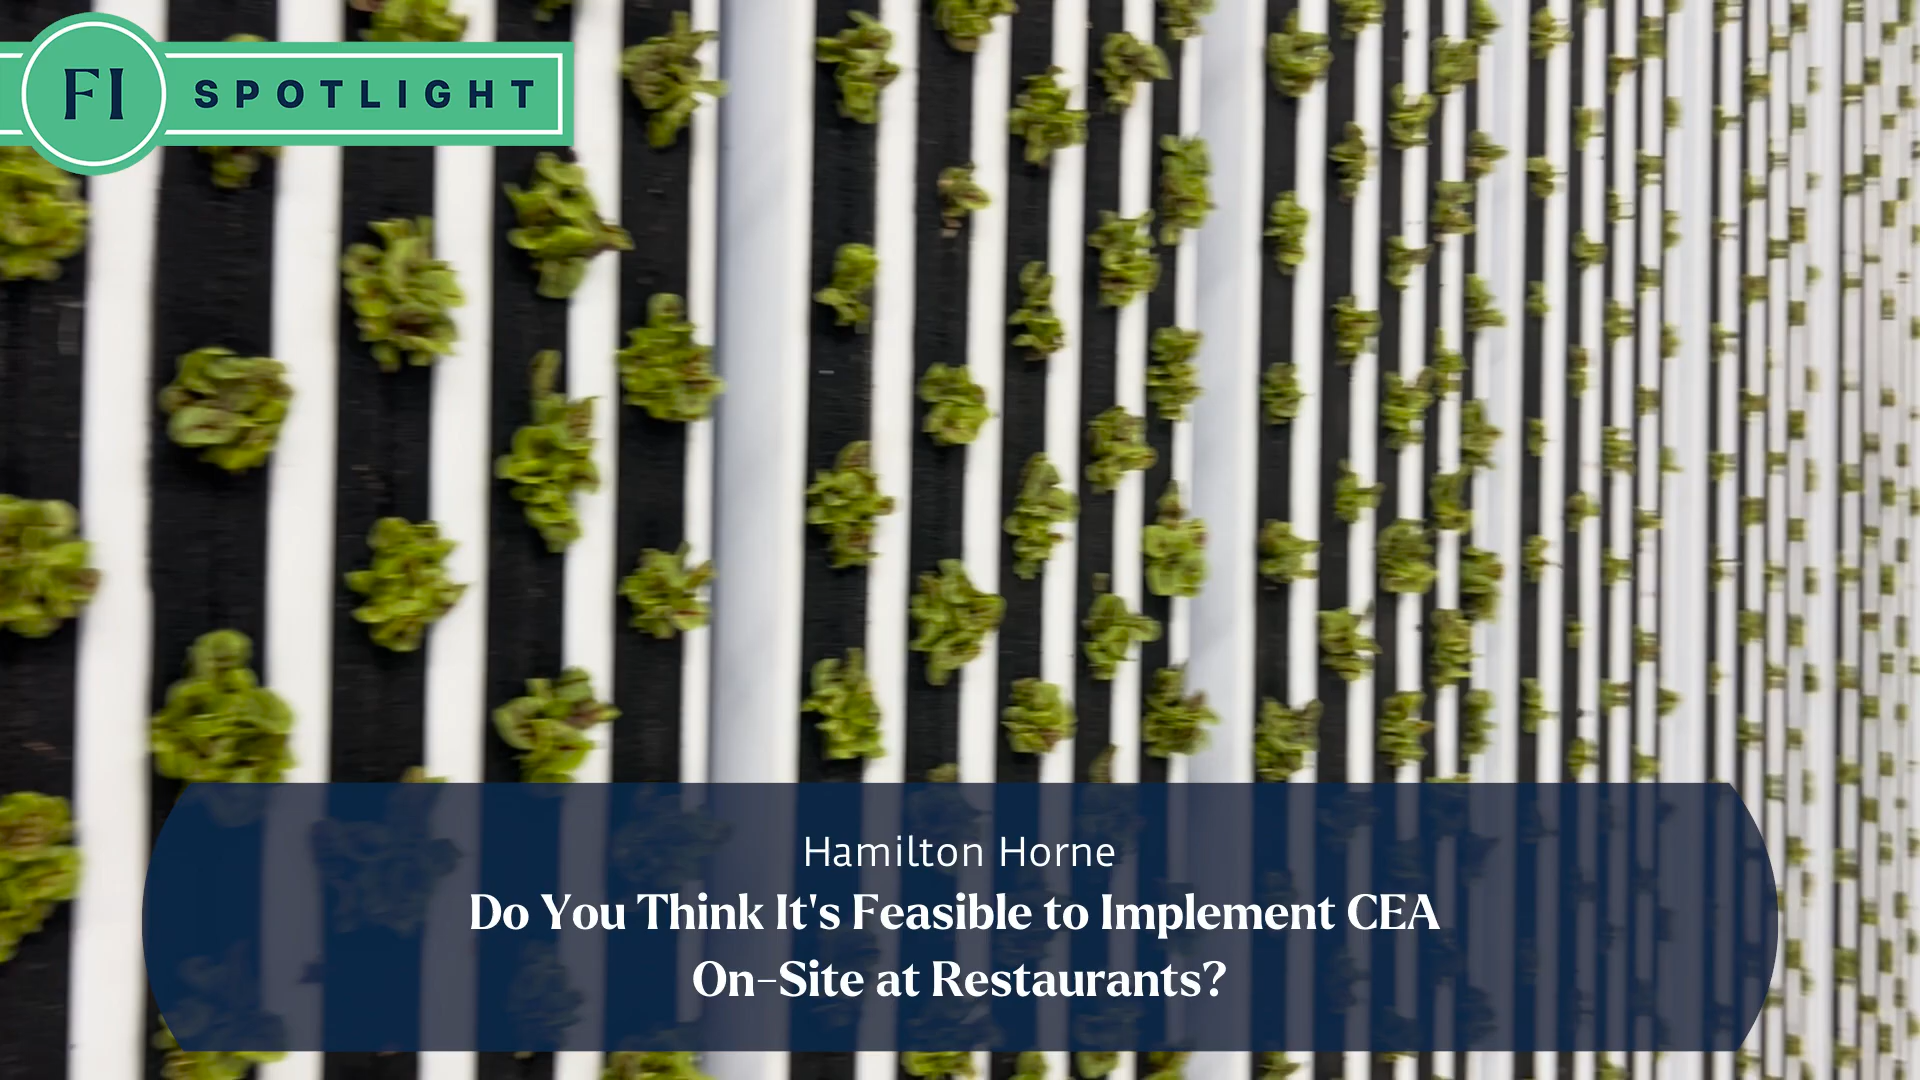 FI
SPOTLIGHT
Hamilton Horne
Do You Think It's Feasible to Implement CEA
On-Site at Restaurants?